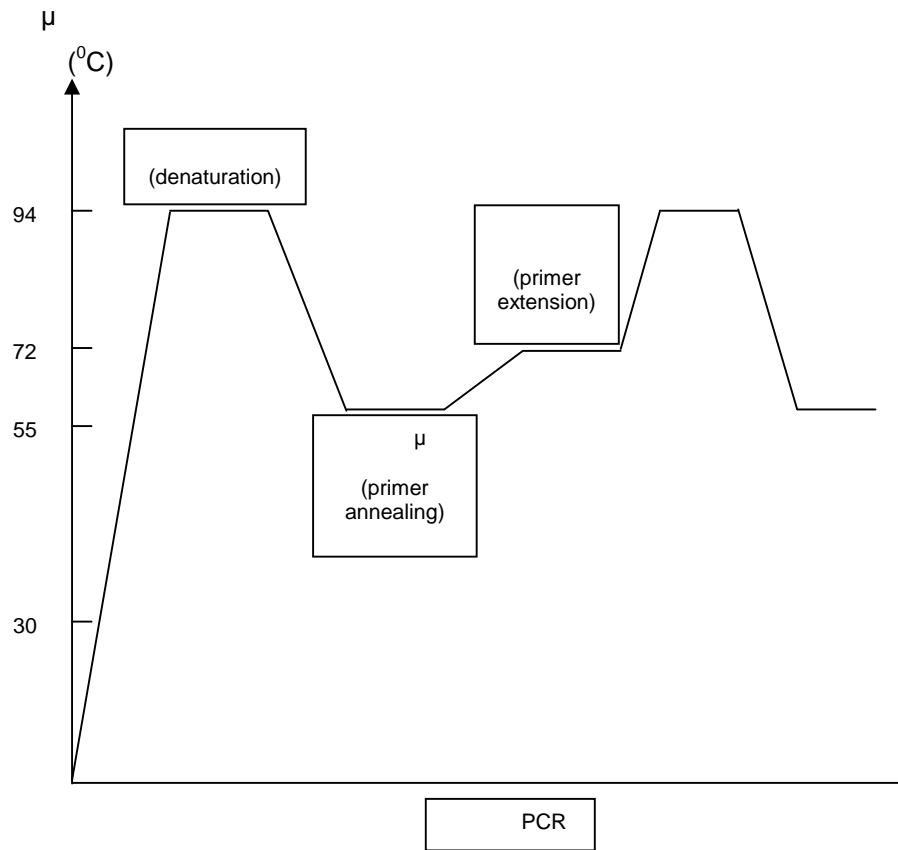 μ
(⁰C)
(denaturation)
94
(primer
extension)
72
55
μ
(primer
annealing)
30
PCR